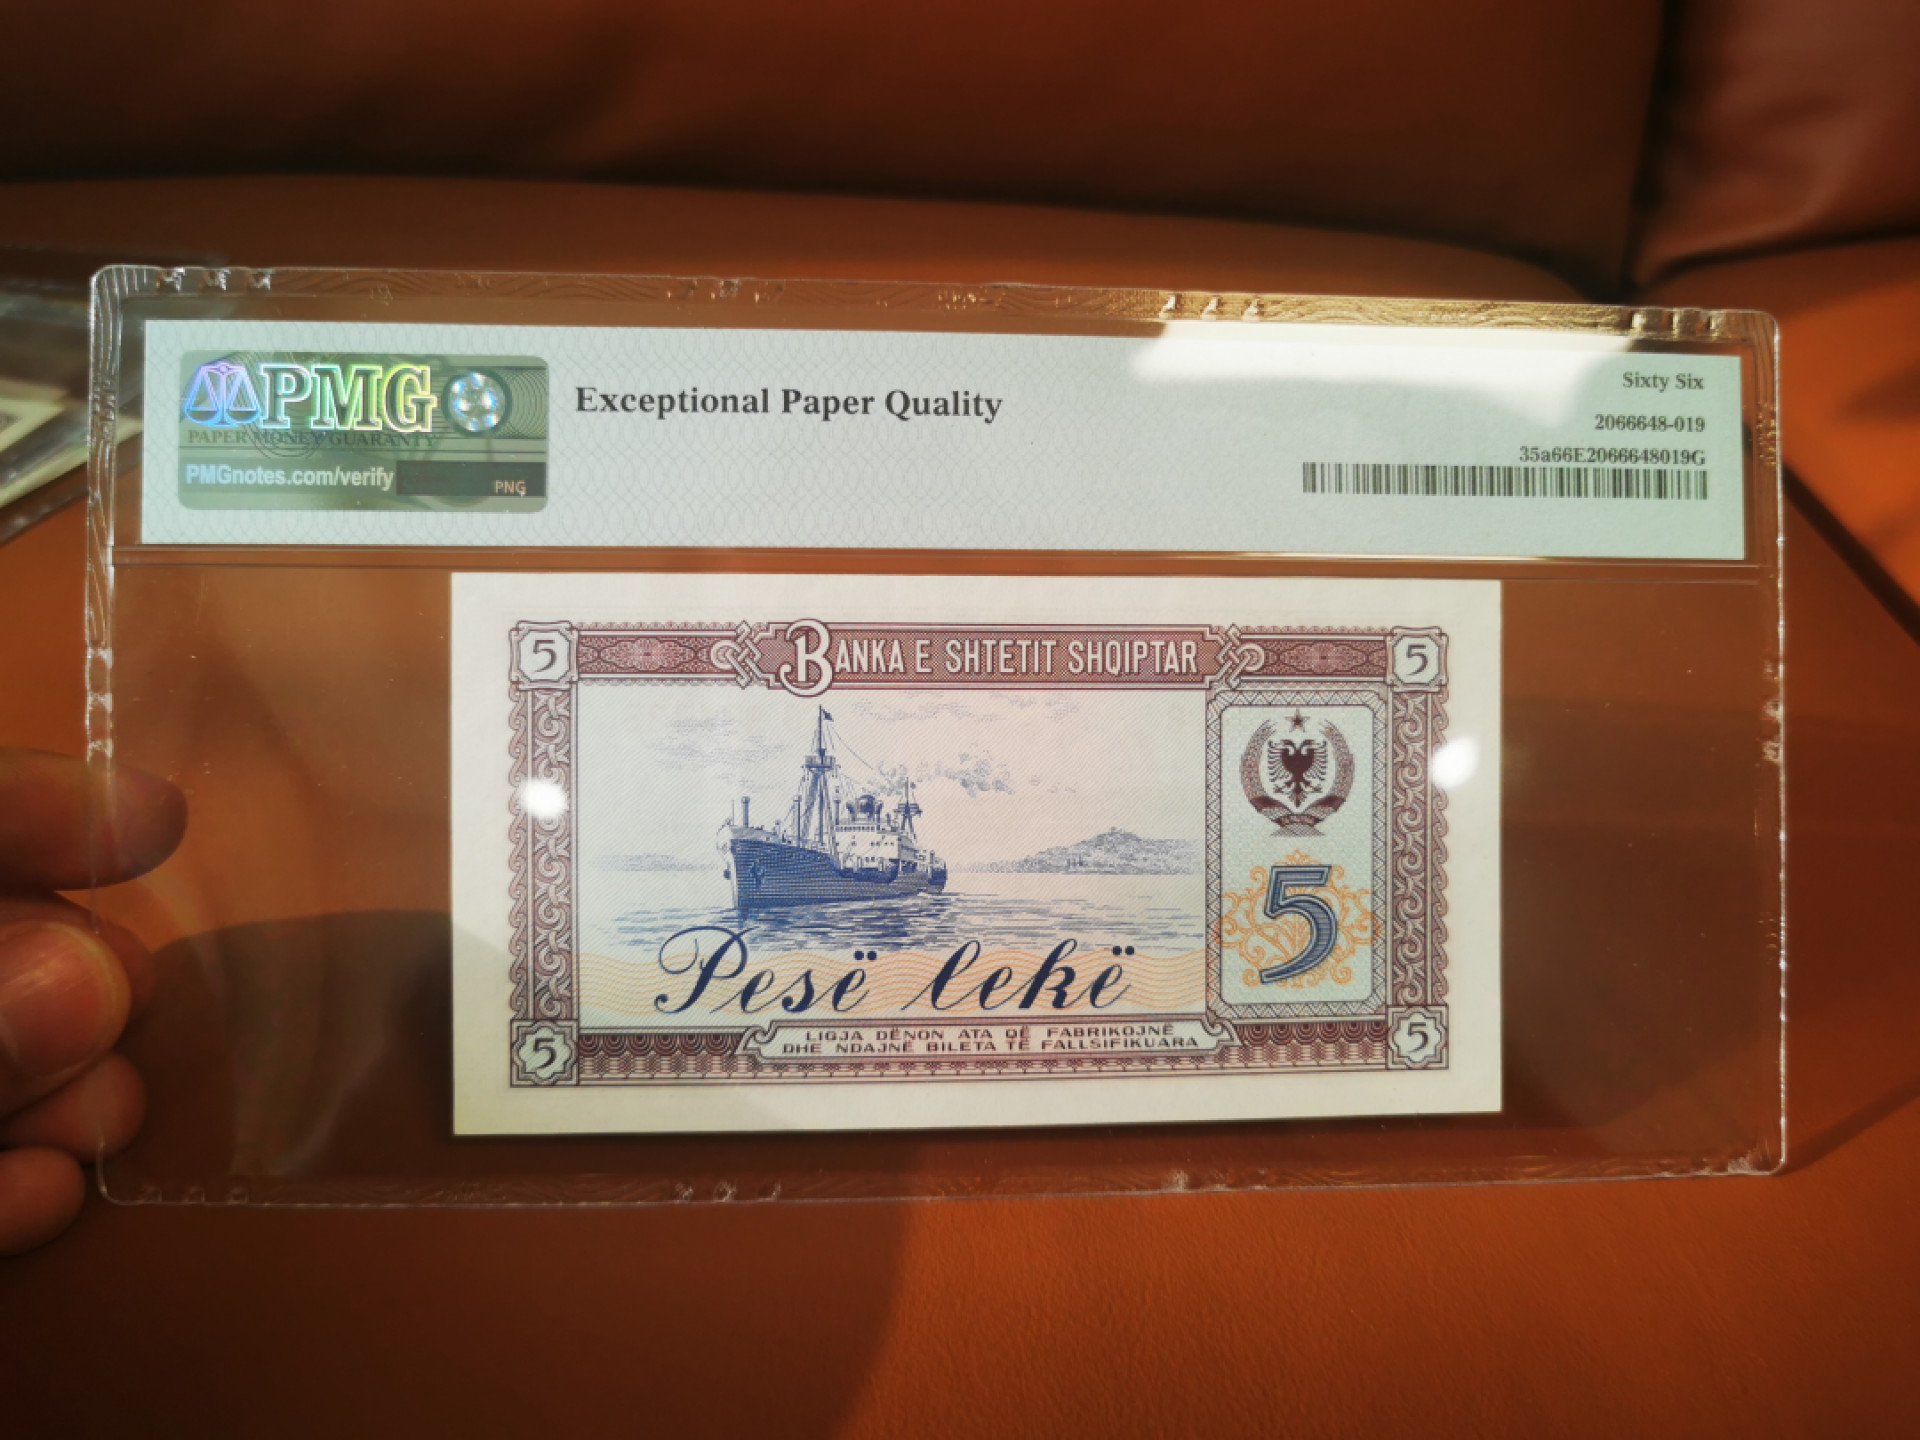 PMG
PAPER MONEY GUARANTY
PMGnotes.com/verify
PNG
Exceptional Paper Quality
Sixty Six
2066648-019
35a66E2066648019G
5
BANKA E SHTETIT SHQIPTAR
5
5
Pesë lekë
5
LIGJA DËNON ATA QË FABRIKOJNË
DHE NDAJNË BILETA TË FALLSIFIKUARA
5